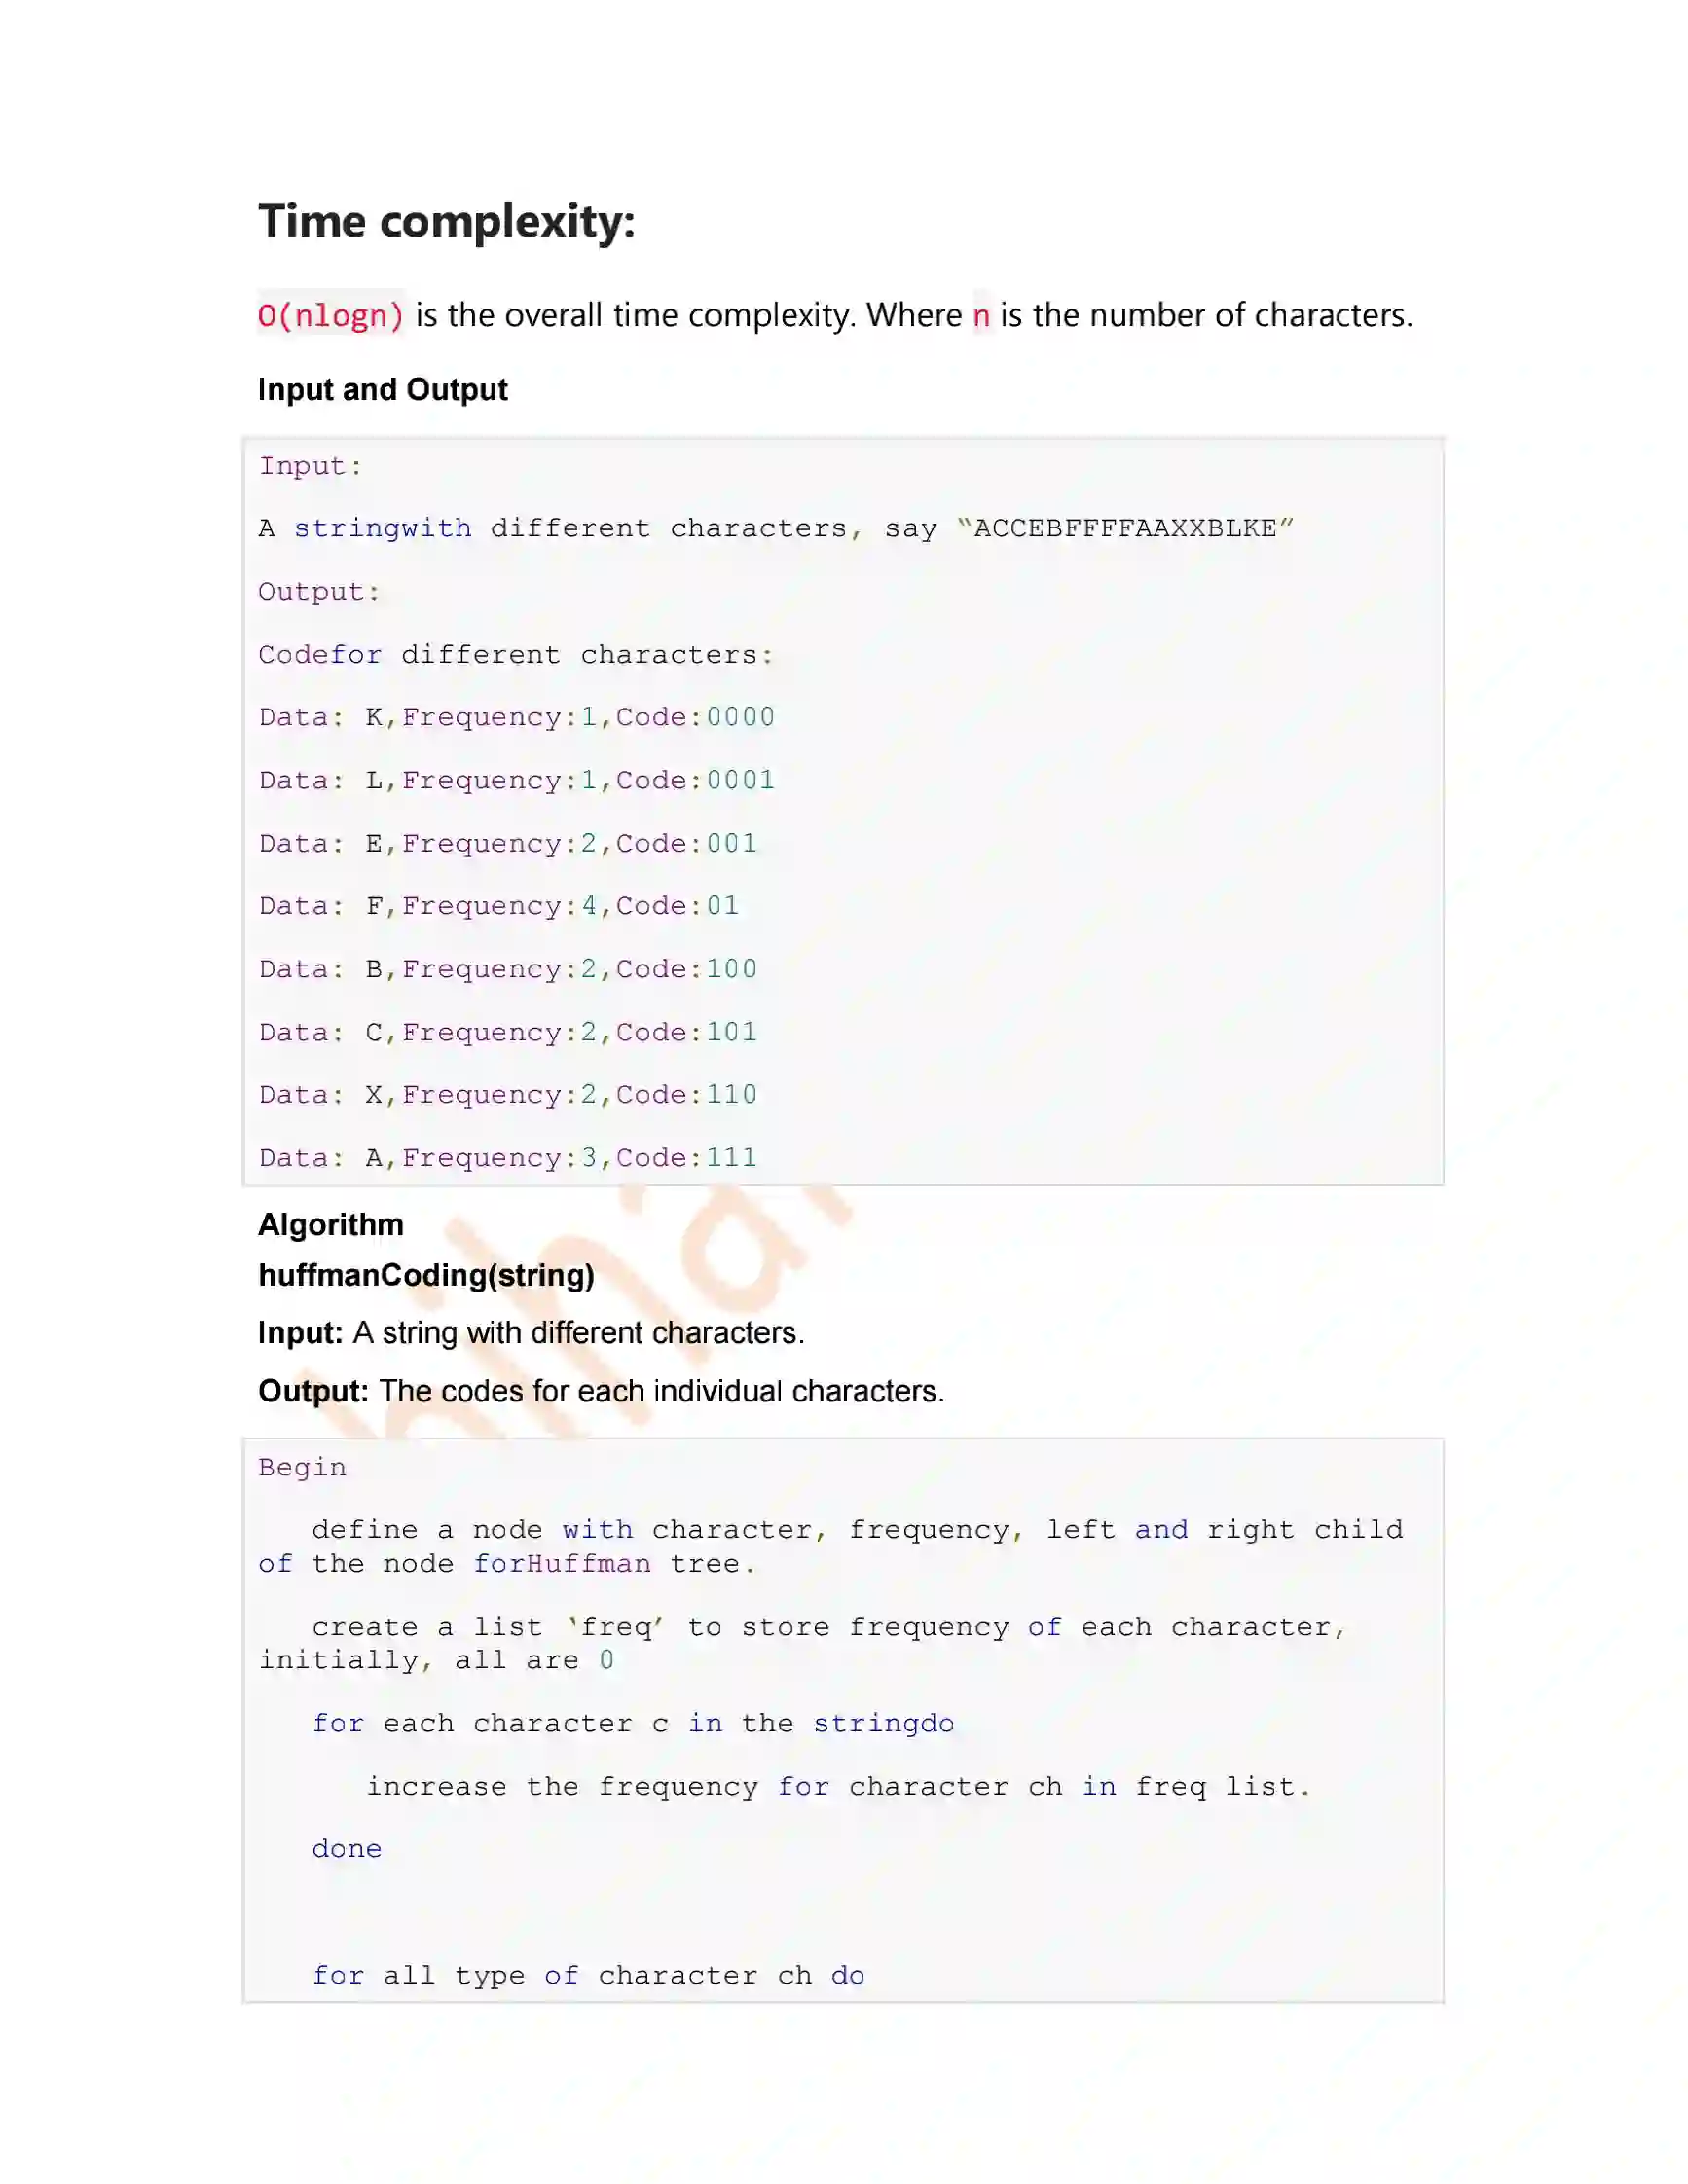 Time complexity:
O(nlogn) is the overall time complexity. Where n is the number of characters.
Input and Output
Input:
A stringwith different characters, say “ACCEBFFFFAAXXBLKE”
Output:
Codefor different characters:
Data: K,Frequency:1,Code:0000
Data: L,Frequency:1,Code:0001
Data: E,Frequency:2,Code:001
Data: F,Frequency:4,Code:01
Data: B,Frequency:2,Code:100
Data: C,Frequency:2,Code:101
Data: X,Frequency:2,Code:110
Data: A,Frequency:3,Code:111
Algorithm
huffmanCoding(string)
Input: A string with different characters.
Output: The codes for each individual characters.
Begin
define a node with character, frequency, left and right child
of the node forHuffman tree.
create a list ‘freq’ to store frequency of each character,
initially, all are 0
for each character c in the stringdo
increase the frequency for character ch in freq list.
done
for all type of character ch do